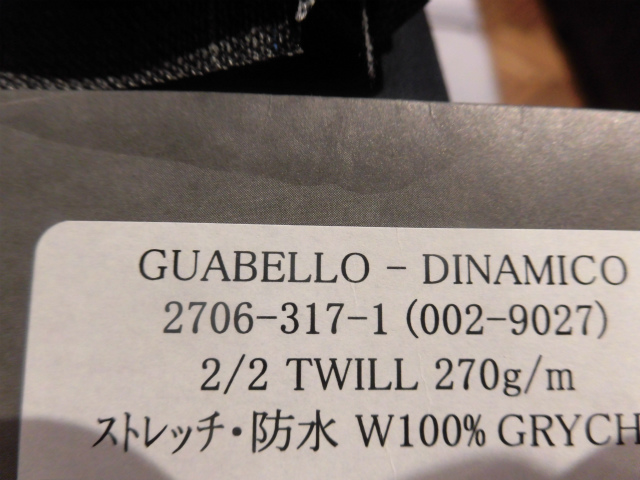 GUABELLO - DINAMICO
2706-317-1 (002-9027)
2/2 TWILL 270g/m
ストレッチ・防水 W100% GRYCH